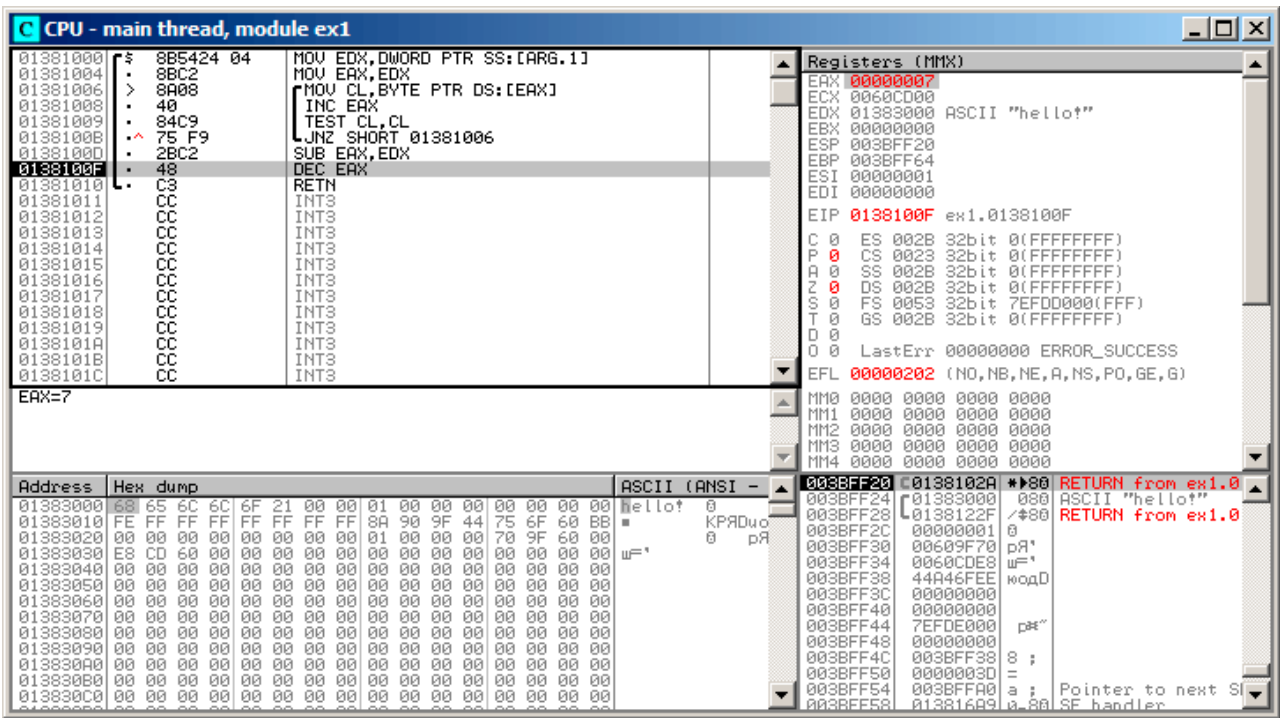 CPU - main thread, module ex1
01381000 $ 8B5424 04 MOV EDX,DWORD PTR SS:[ARG.1]
01381004 . 8BC2 MOV EAX,EDX
01381006 > 8A08 MOV CL,BYTE PTR DS:[EAX]
01381008 . 40 INC EAX
01381009 . 84C9 TEST CL,CL
0138100B .^ 75 F9 JNZ SHORT 01381006
0138100D . 2BC2 SUB EAX,EDX
0138100F . 48 DEC EAX
01381010 . C3 RETN
01381011 CC INT3
01381012 CC INT3
01381013 CC INT3
01381014 CC INT3
01381015 CC INT3
01381016 CC INT3
01381017 CC INT3
01381018 CC INT3
01381019 CC INT3
0138101A CC INT3
0138101B CC INT3
0138101C CC INT3
EAX=7
Registers (MMX)
EAX 00000007
ECX 0060CD00
EDX 01383000 ASCII "hello!"
EBX 00000000
ESP 003BFF20
EBP 003BFF64
ESI 00000001
EDI 00000000
EIP 0138100F ex1.0138100F
C 0 ES 002B 32bit 0(FFFFFFFF)
P 0 CS 0023 32bit 0(FFFFFFFF)
A 0 SS 002B 32bit 0(FFFFFFFF)
Z 0 DS 002B 32bit 0(FFFFFFFF)
S 0 FS 0053 32bit 7EFDD000(FFF)
T 0 GS 002B 32bit 0(FFFFFFFF)
D 0
O 0 LastErr 00000000 ERROR_SUCCESS
EFL 00000202 (NO,NB,NE,A,NS,PO,GE,G)
MM0 0000 0000 0000 0000
MM1 0000 0000 0000 0000
MM2 0000 0000 0000 0000
MM3 0000 0000 0000 0000
MM4 0000 0000 0000 0000
Address Hex dump ASCII (ANSI -
01383000 68 65 6C 6C 6F 21 00 00 01 00 00 00 00 00 00 00 hello! 0
01383010 FE FF FF FF FF FF FF FF 8A 90 9F 44 75 6F 60 BB ■ КРЯDuo
01383020 00 00 00 00 00 00 00 00 01 00 00 00 70 9F 60 00 0 pЯ
01383030 E8 CD 60 00 00 00 00 00 00 00 00 00 00 00 00 00 ш='
01383040 00 00 00 00 00 00 00 00 00 00 00 00 00 00 00 00
01383050 00 00 00 00 00 00 00 00 00 00 00 00 00 00 00 00
01383060 00 00 00 00 00 00 00 00 00 00 00 00 00 00 00 00
01383070 00 00 00 00 00 00 00 00 00 00 00 00 00 00 00 00
01383080 00 00 00 00 00 00 00 00 00 00 00 00 00 00 00 00
01383090 00 00 00 00 00 00 00 00 00 00 00 00 00 00 00 00
013830A0 00 00 00 00 00 00 00 00 00 00 00 00 00 00 00 00
013830B0 00 00 00 00 00 00 00 00 00 00 00 00 00 00 00 00
013830C0 00 00 00 00 00 00 00 00 00 00 00 00 00 00 00 00
003BFF20 0138102A *►80 RETURN from ex1.0
003BFF24 01383000 080 ASCII "hello!"
003BFF28 0138122F /‡80 RETURN from ex1.0
003BFF2C 00000001 0
003BFF30 00609F70 pЯ'
003BFF34 0060CDE8 ш='
003BFF38 44A46FEE юoдD
003BFF3C 00000000
003BFF40 00000000
003BFF44 7EFDE000 р#~
003BFF48 00000000
003BFF4C 003BFF38 8 ;
003BFF50 0000003D =
003BFF54 003BFFA0 а ; Pointer to next S
003BFF58 013816A9 SE handler